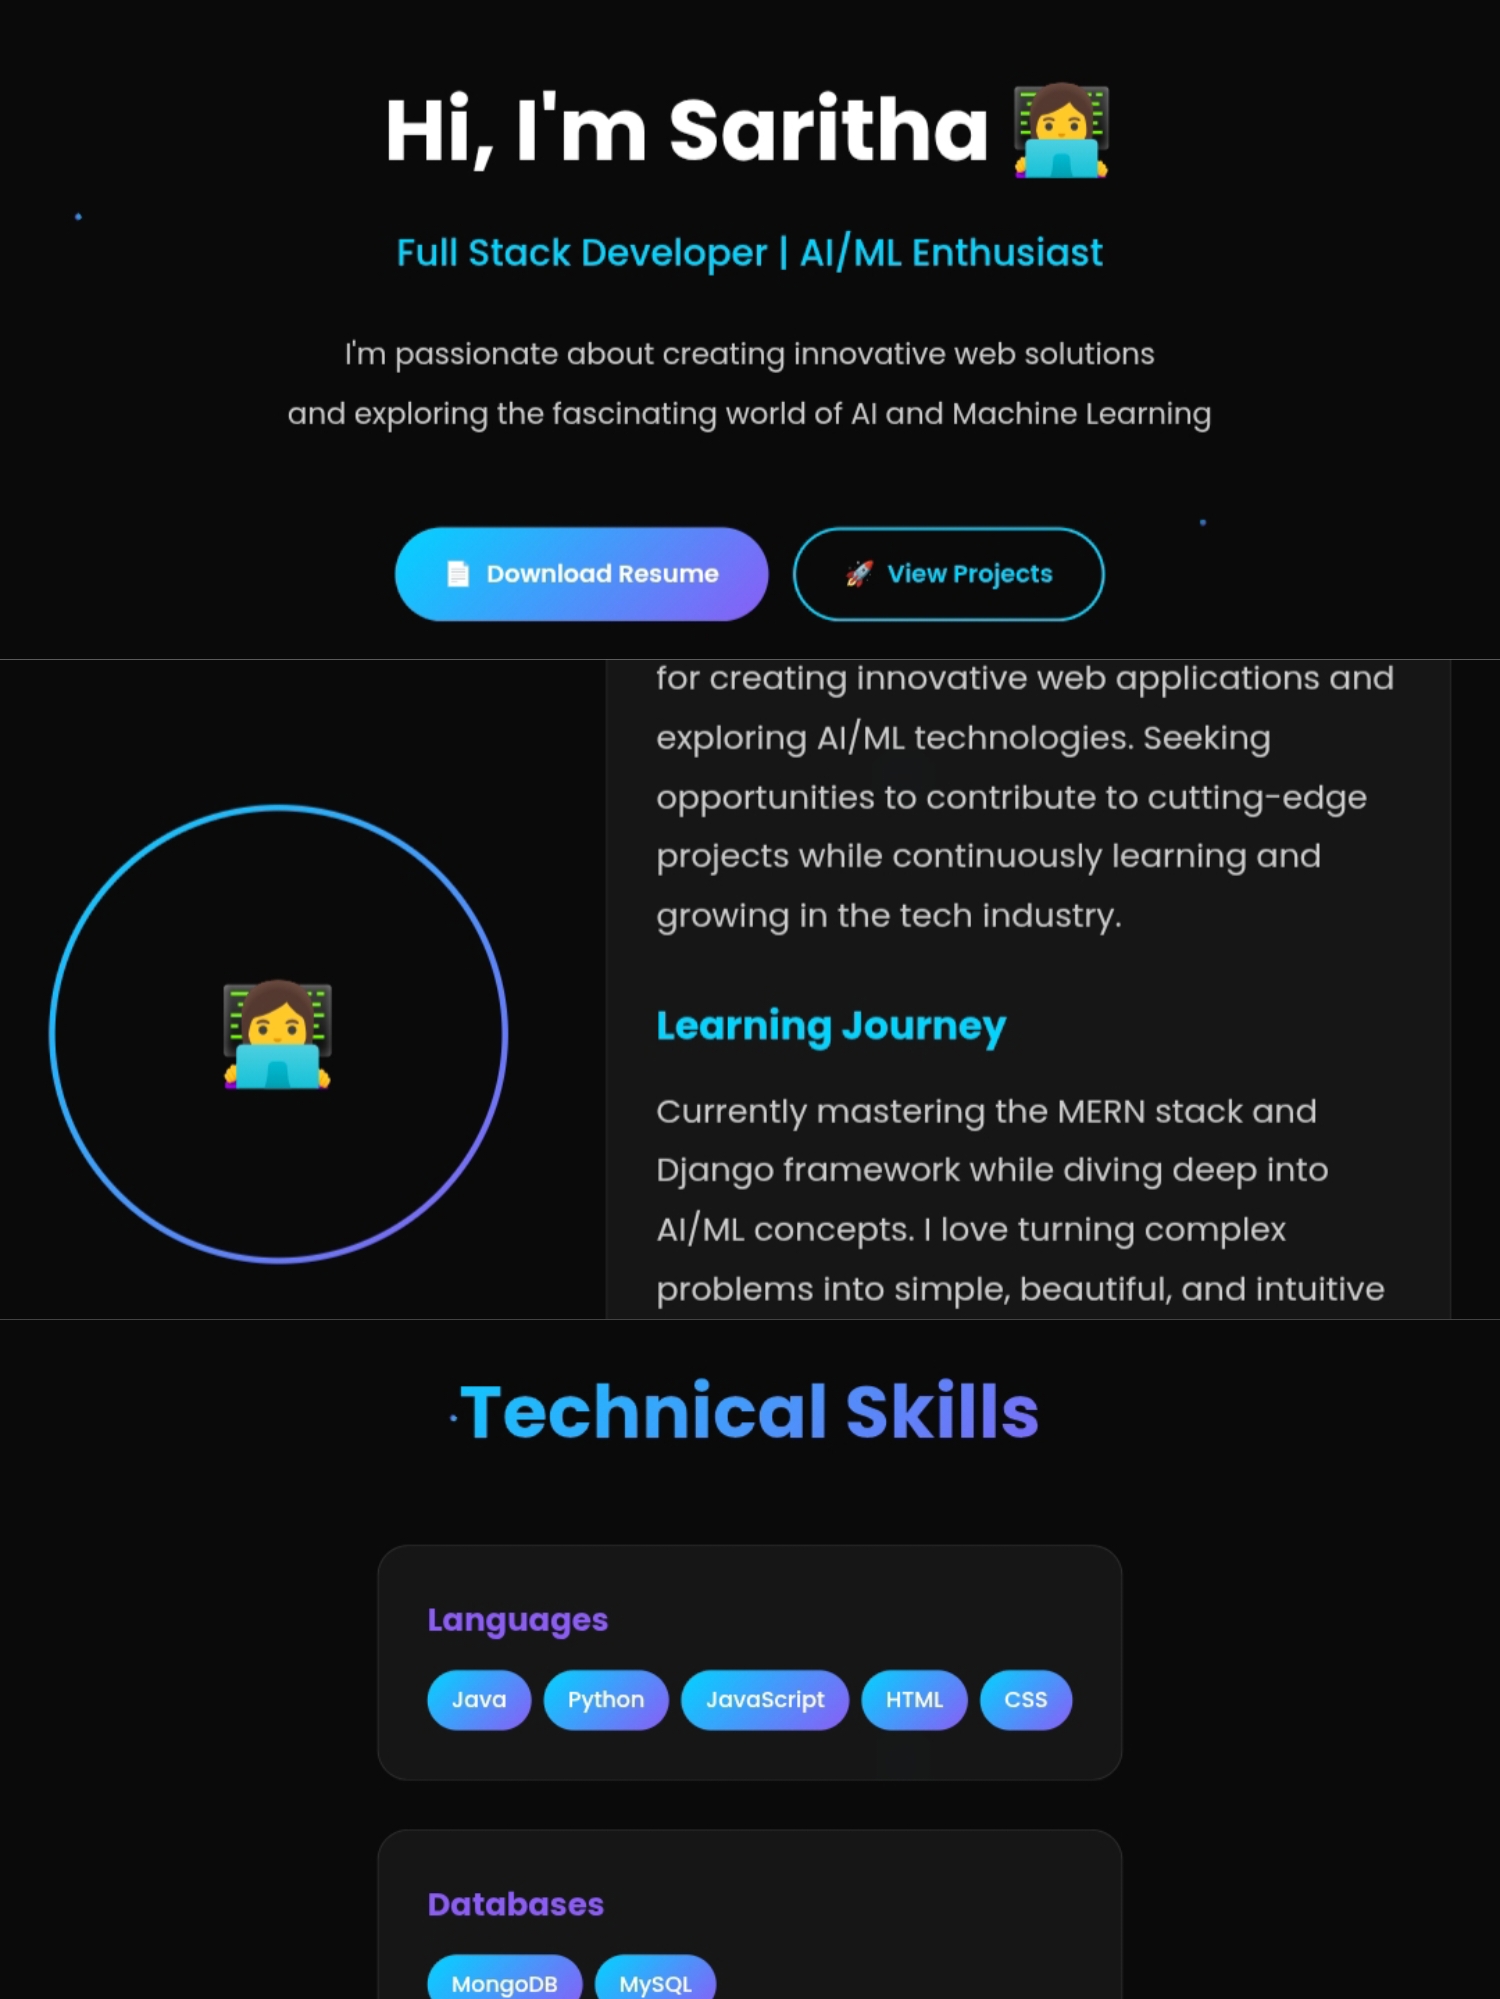 Hi, I'm Saritha 👩‍💻
Full Stack Developer | AI/ML Enthusiast
I'm passionate about creating innovative web solutions
and exploring the fascinating world of AI and Machine Learning
📄 Download Resume
🚀 View Projects
for creating innovative web applications and
exploring AI/ML technologies. Seeking
opportunities to contribute to cutting-edge
projects while continuously learning and
growing in the tech industry.
Learning Journey
Currently mastering the MERN stack and
Django framework while diving deep into
AI/ML concepts. I love turning complex
problems into simple, beautiful, and intuitive
Technical Skills
Languages
Java Python JavaScript HTML CSS
Databases
MongoDB MySQL